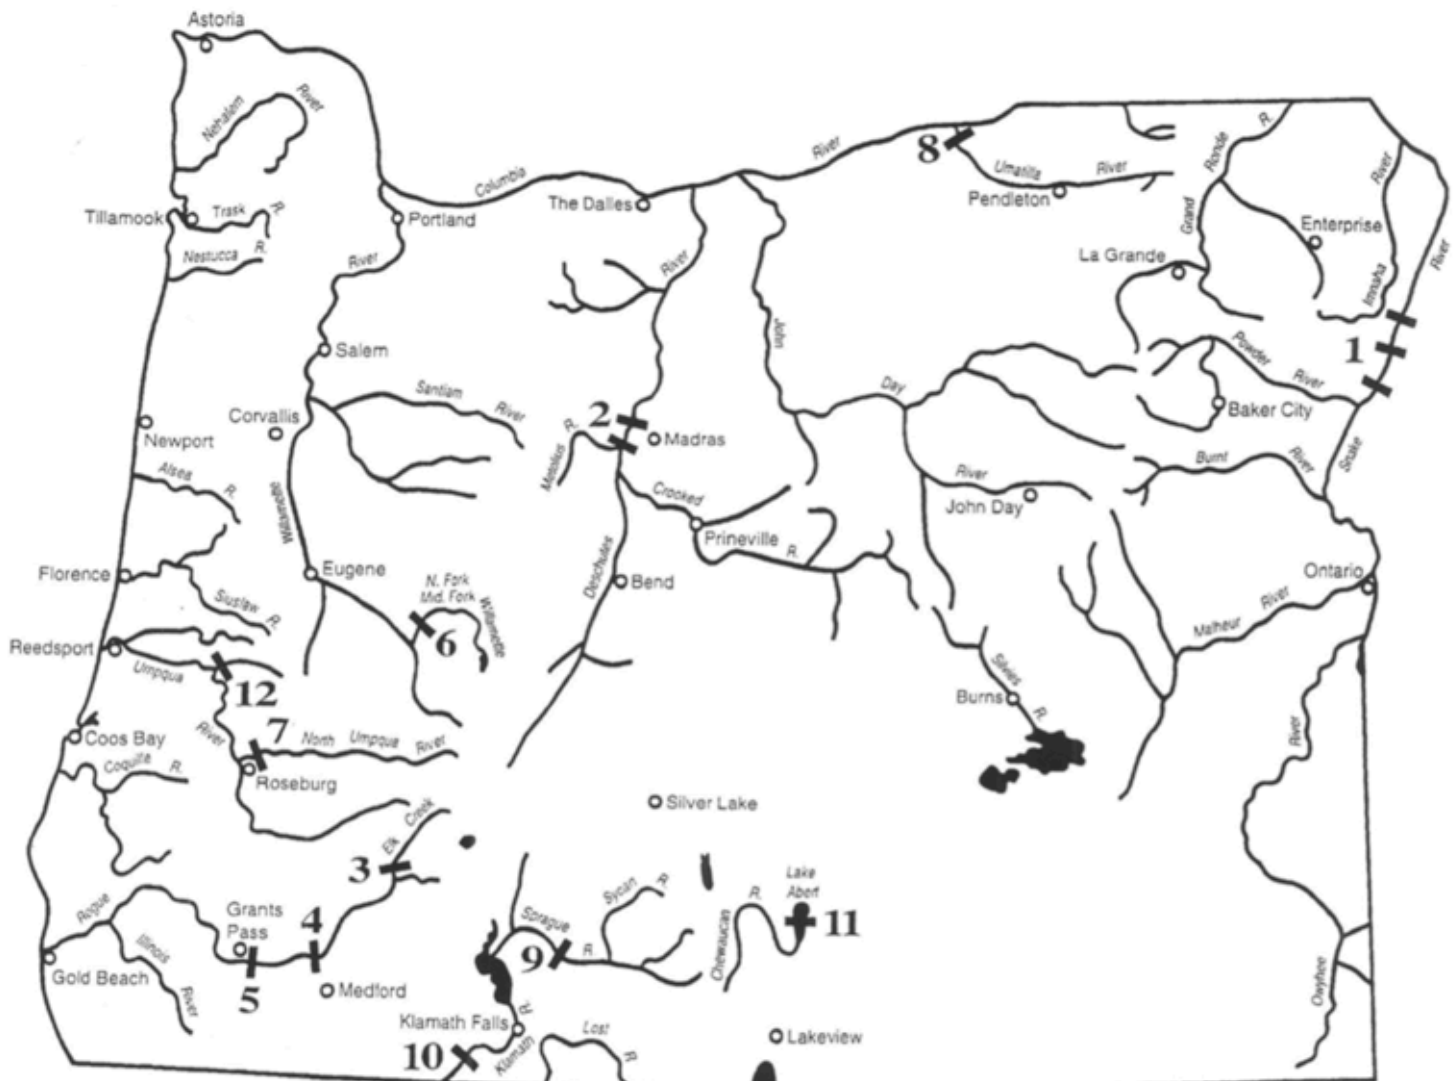 Astoria
Nehalem
River
Tillamook
Trask
R.
Nestucca
R.
Columbia
River
Portland
The Dalles
River
River
8
Umatilla
River
Pendleton
Grand
Ronde
R.
Enterprise
La Grande
Imnaha
River
River
1
Powder
River
Baker City
Snake
Salem
Santiam
River
Corvallis
Newport
Alsea
R.
Willamette
2
R.
Metolius
Madras
Crooked
Prineville
R.
John
Day
River
John Day
Burnt
River
Florence
Eugene
Siuslaw
R.
N. Fork
Mid. Fork
Willamette
6
Deschutes
Bend
Ontario
Malheur
River
Reedsport
Umpqua
12
River
7
North
Umpqua
River
Roseburg
Coos Bay
Coquille
R.
Silvies
Burns
R.
River
Owyhee
Silver Lake
Elk
Creek
3
Rogue
Illinois
River
Grants
Pass
4
5
Gold Beach
Medford
Sprague
R.
9
Sycan
R.
Chewaucan
R.
Lake
Abert
11
Klamath Falls
R.
10
Klamath
Lost
R.
Lakeview